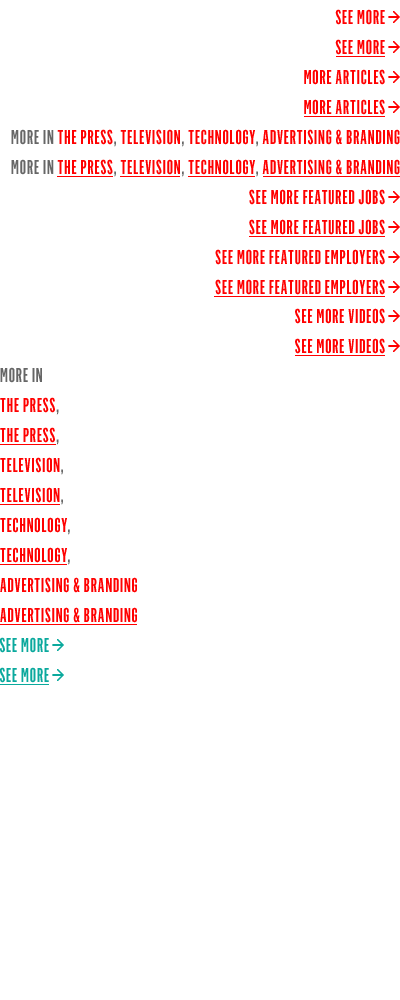 SEE MORE →
SEE MORE →
MORE ARTICLES →
MORE ARTICLES →
MORE IN THE PRESS, TELEVISION, TECHNOLOGY, ADVERTISING & BRANDING
MORE IN THE PRESS, TELEVISION, TECHNOLOGY, ADVERTISING & BRANDING
SEE MORE FEATURED JOBS →
SEE MORE FEATURED JOBS →
SEE MORE FEATURED EMPLOYERS →
SEE MORE FEATURED EMPLOYERS →
SEE MORE VIDEOS →
SEE MORE VIDEOS →
MORE IN
THE PRESS,
THE PRESS,
TELEVISION,
TELEVISION,
TECHNOLOGY,
TECHNOLOGY,
ADVERTISING & BRANDING
ADVERTISING & BRANDING
SEE MORE →
SEE MORE →